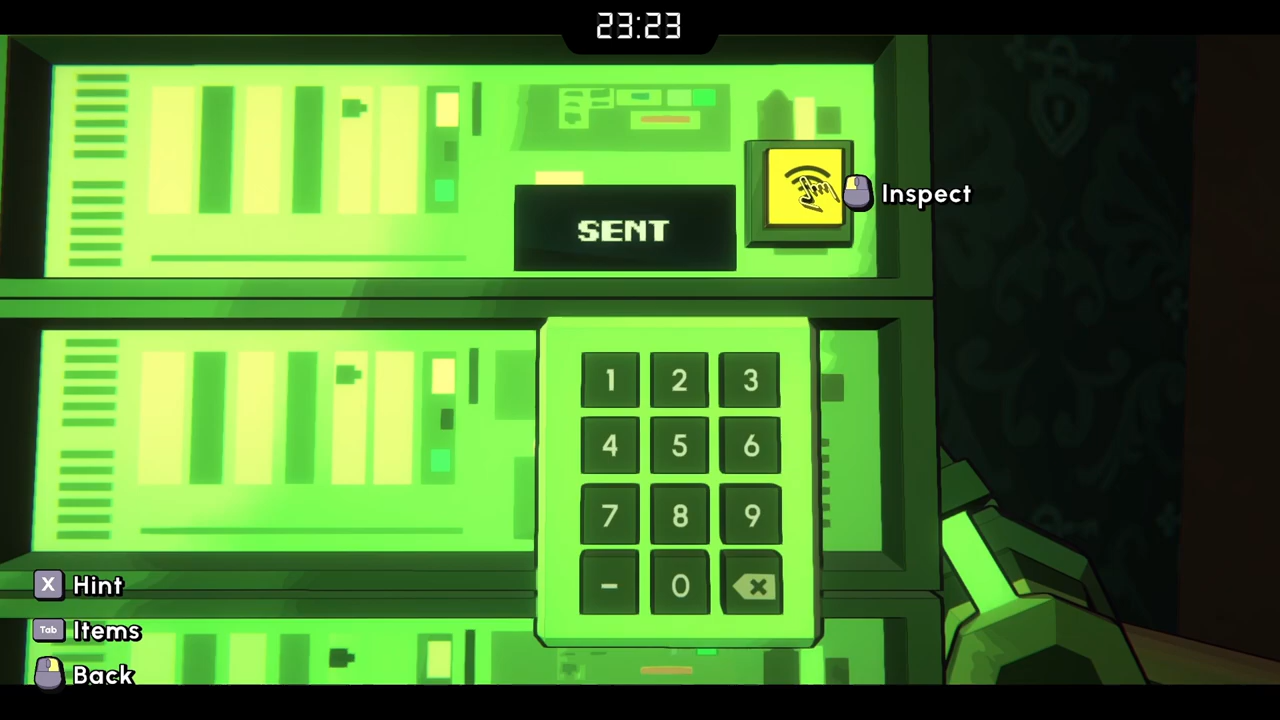 23:23
Inspect
SENT
1 2 3
4 5 6
7 8 9
- 0
X Hint
Tab Items
Back